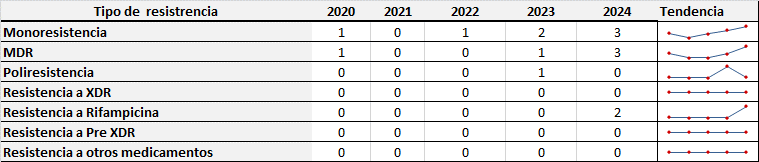 Tipo de resistrencia 2020 2021 2022 2023 2024 Tendencia
Monoresistencia 1 0 1 2 3
MDR 1 0 0 1 3
Poliresistencia 0 0 0 1 0
Resistencia a XDR 0 0 0 0 0
Resistencia a Rifampicina 0 0 0 0 2
Resistencia a Pre XDR 0 0 0 0 0
Resistencia a otros medicamentos 0 0 0 0 0